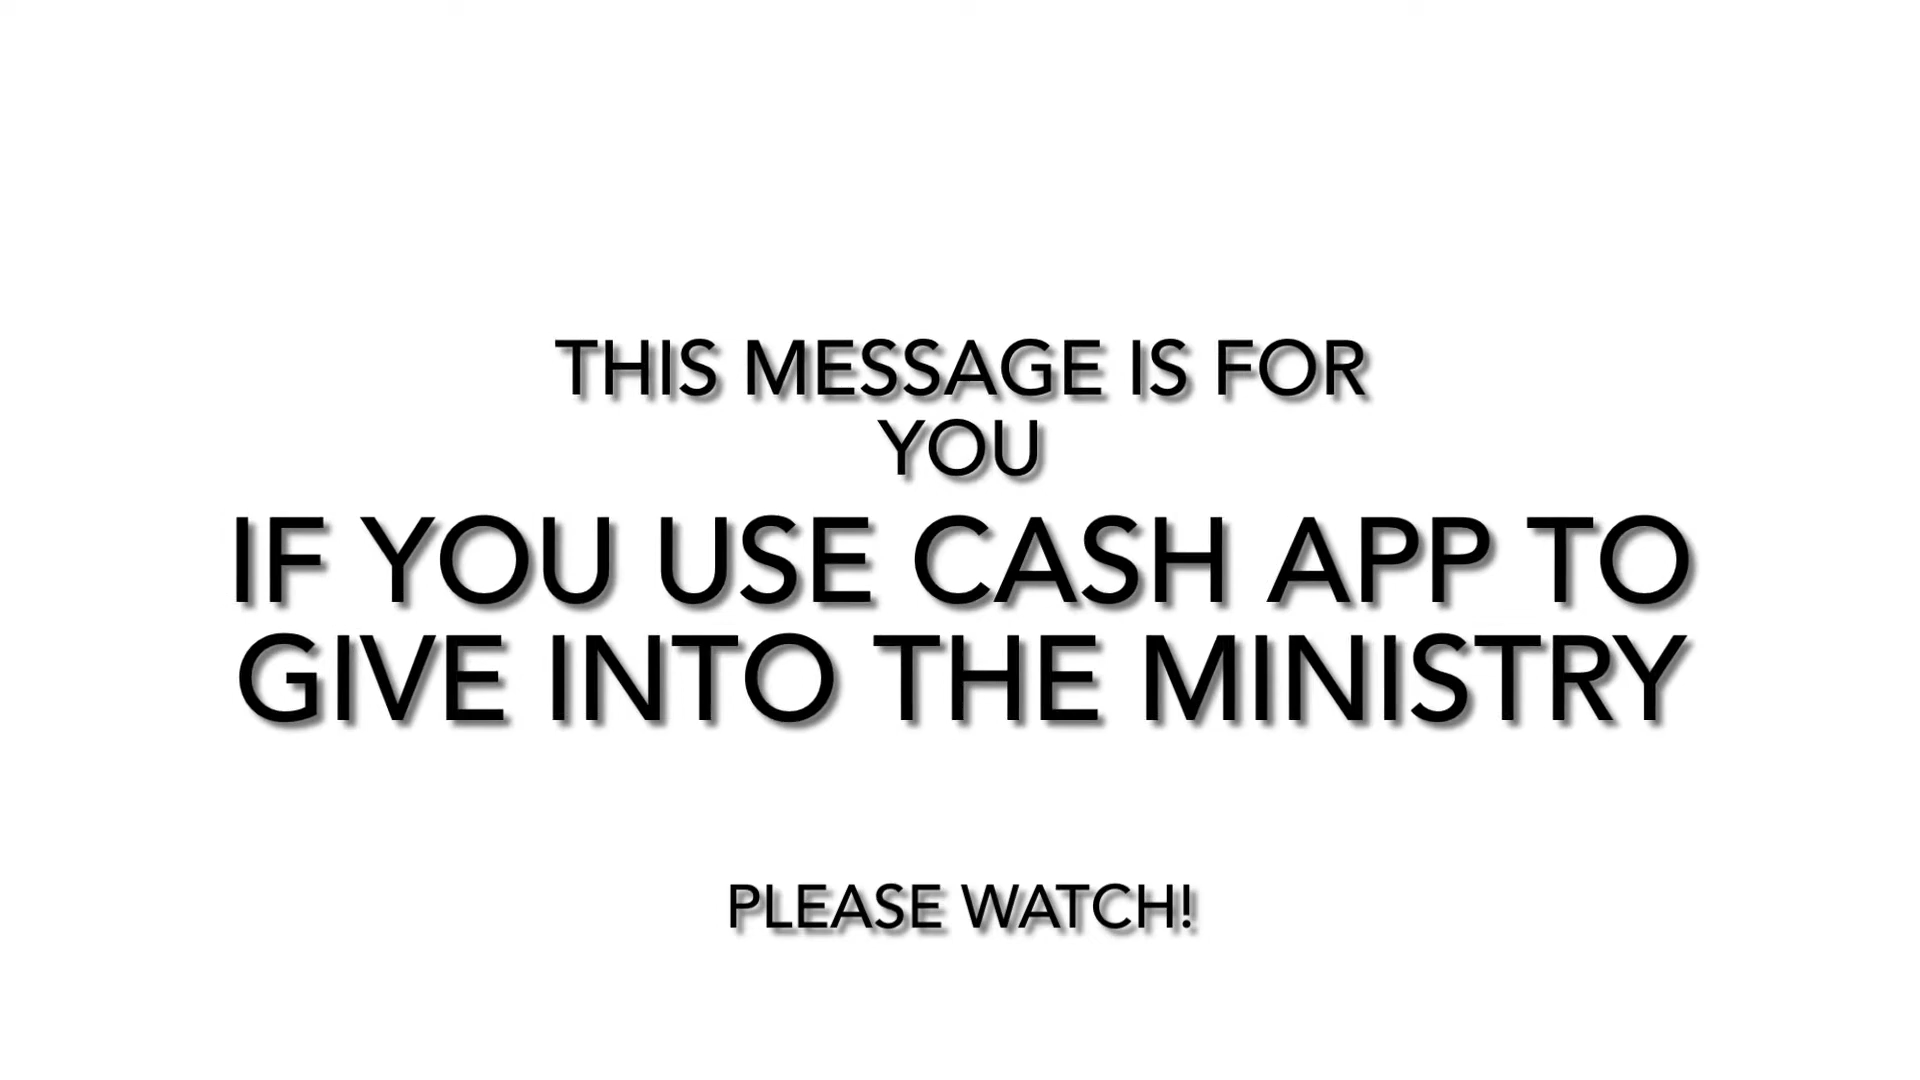 THIS MESSAGE IS FOR
YOU
IF YOU USE CASH APP TO
GIVE INTO THE MINISTRY
PLEASE WATCH!